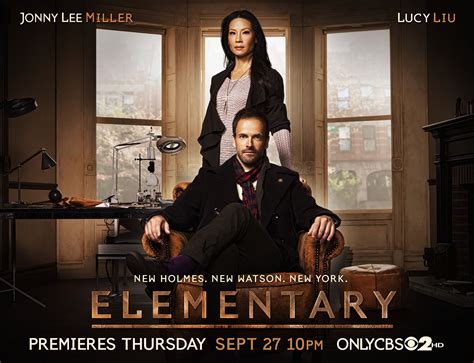 JONNY LEE MILLER
LUCY LIU
NEW HOLMES. NEW WATSON. NEW YORK.
ELEMENTARY
PREMIERES THURSDAY SEPT 27 10PM ONLYCBS 2 HD